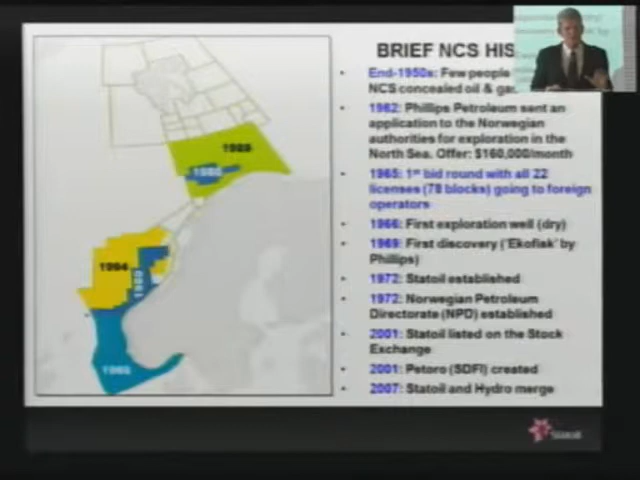 BRIEF NCS HIS
End-1950s: Few people
NCS concealed oil & ga
1962: Phillips Petroleum sent an
application to the Norwegian
authorities for exploration in the
North Sea. Offer: $160,000/month
1965: 1st bid round with all 22
licenses (78 blocks) going to foreign
operators
1966: First exploration well (dry)
1969: First discovery ('Ekofisk' by
Phillips)
1972: Statoil established
1972: Norwegian Petroleum
Directorate (NPD) established
2001: Statoil listed on the Stock
Exchange
2001: Petoro (SDFI) created
2007: Statoil and Hydro merge
1994
1965
Statoil